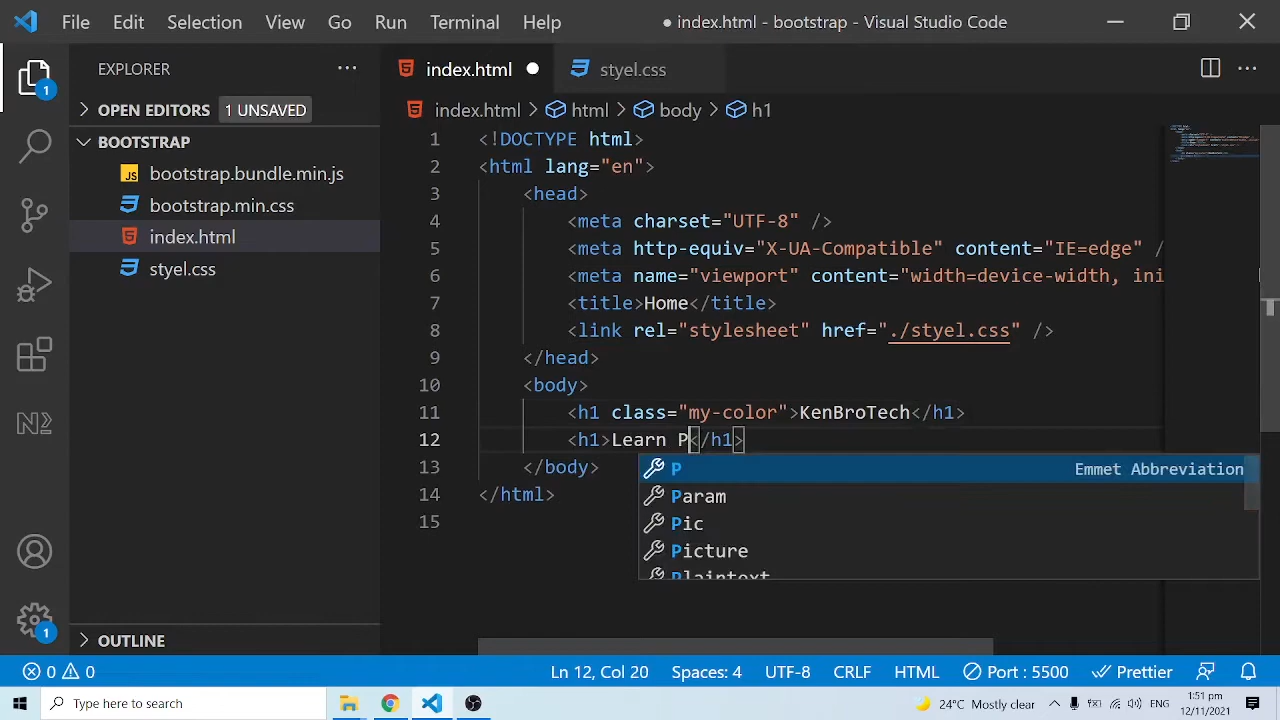 File Edit Selection View Go Run Terminal Help ● index.html - bootstrap - Visual Studio Code
EXPLORER
1
OPEN EDITORS 1 UNSAVED
BOOTSTRAP
JS bootstrap.bundle.min.js
bootstrap.min.css
index.html
styel.css
OUTLINE
1
index.html ● styel.css
index.html > html > body > h1
1 <!DOCTYPE html>
2 <html lang="en">
3 <head>
4 <meta charset="UTF-8" />
5 <meta http-equiv="X-UA-Compatible" content="IE=edge" /
6 <meta name="viewport" content="width=device-width, ini
7 <title>Home</title>
8 <link rel="stylesheet" href="./styel.css" />
9 </head>
10 <body>
11 <h1 class="my-color">KenBroTech</h1>
12 <h1>Learn P</h1>
13 </body>
14 </html>
15
P Emmet Abbreviation
Param
Pic
Picture
Plaintext
0 0 Ln 12, Col 20 Spaces: 4 UTF-8 CRLF HTML Port : 5500 Prettier
Type here to search 24°C Mostly clear 1:51 pm
12/11/2021